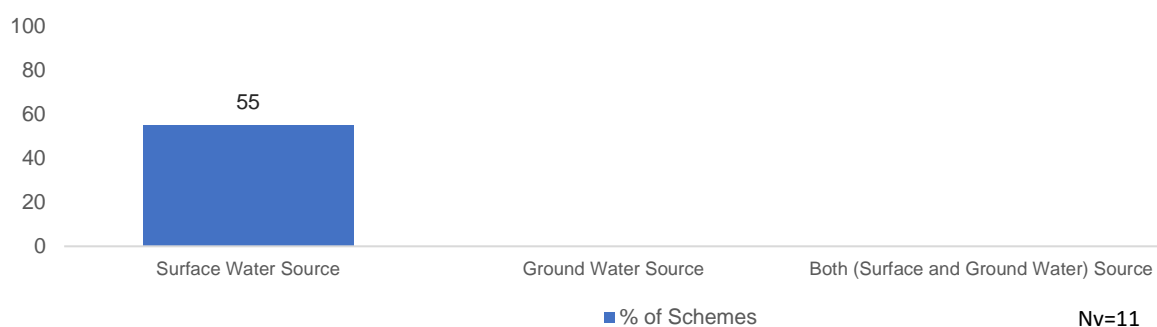 100
80
60
40
20
0
55
Surface Water Source
Ground Water Source
Both (Surface and Ground Water) Source
% of Schemes
Nv=11